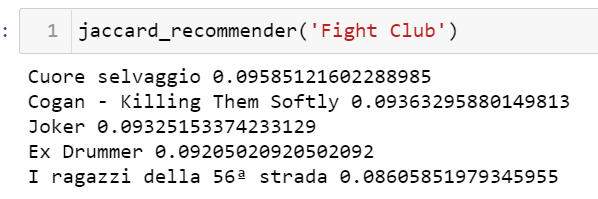 : 1 jaccard_recommender('Fight Club')
Cuore selvaggio 0.09585121602288985
Cogan - Killing Them Softly 0.09363295880149813
Joker 0.09325153374233129
Ex Drummer 0.09205020920502092
I ragazzi della 56ª strada 0.08605851979345955